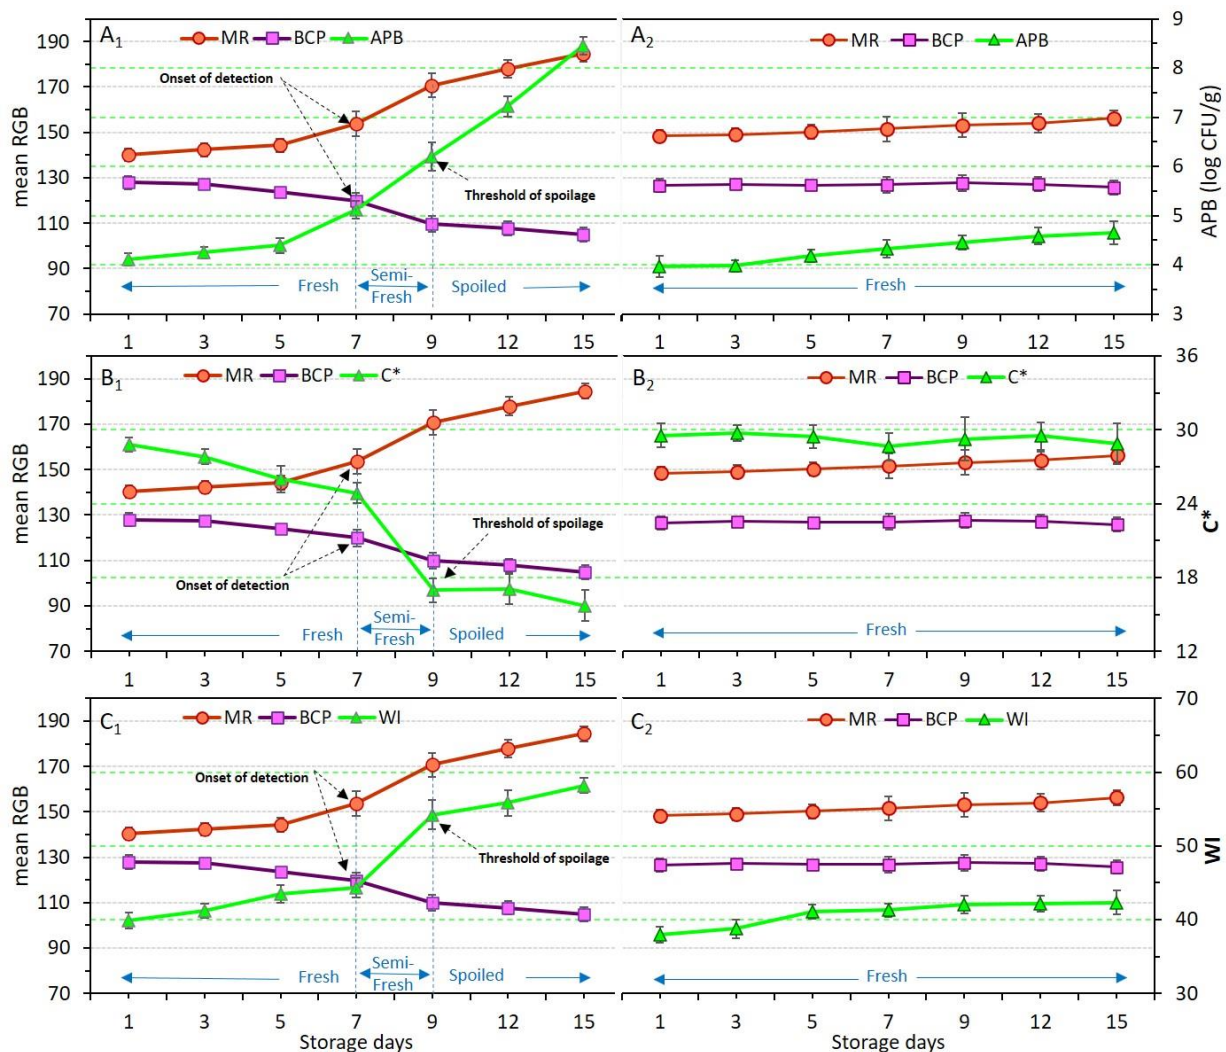 A1 MR BCP APB
A2 MR BCP APB
mean RGB
190
170
150
130
110
90
70
Onset of detection
Threshold of spoilage
Fresh
Semi-
Fresh
Spoiled
Fresh
9
8
7
6
5
4
3
APB (log CFU/g)
1 3 5 7 9 12 15
1 3 5 7 9 12 15
B1 MR BCP C*
B2 MR BCP C*
mean RGB
190
170
150
130
110
90
70
Threshold of spoilage
Onset of detection
Fresh
Semi-
Fresh
Spoiled
Fresh
36
30
24
18
12
C*
1 3 5 7 9 12 15
1 3 5 7 9 12 15
C1 MR BCP WI
C2 MR BCP WI
mean RGB
190
170
150
130
110
90
70
Onset of detection
Threshold of spoilage
Fresh
Semi-
Fresh
Spoiled
Fresh
70
60
50
40
30
WI
1 3 5 7 9 12 15
1 3 5 7 9 12 15
Storage days
Storage days